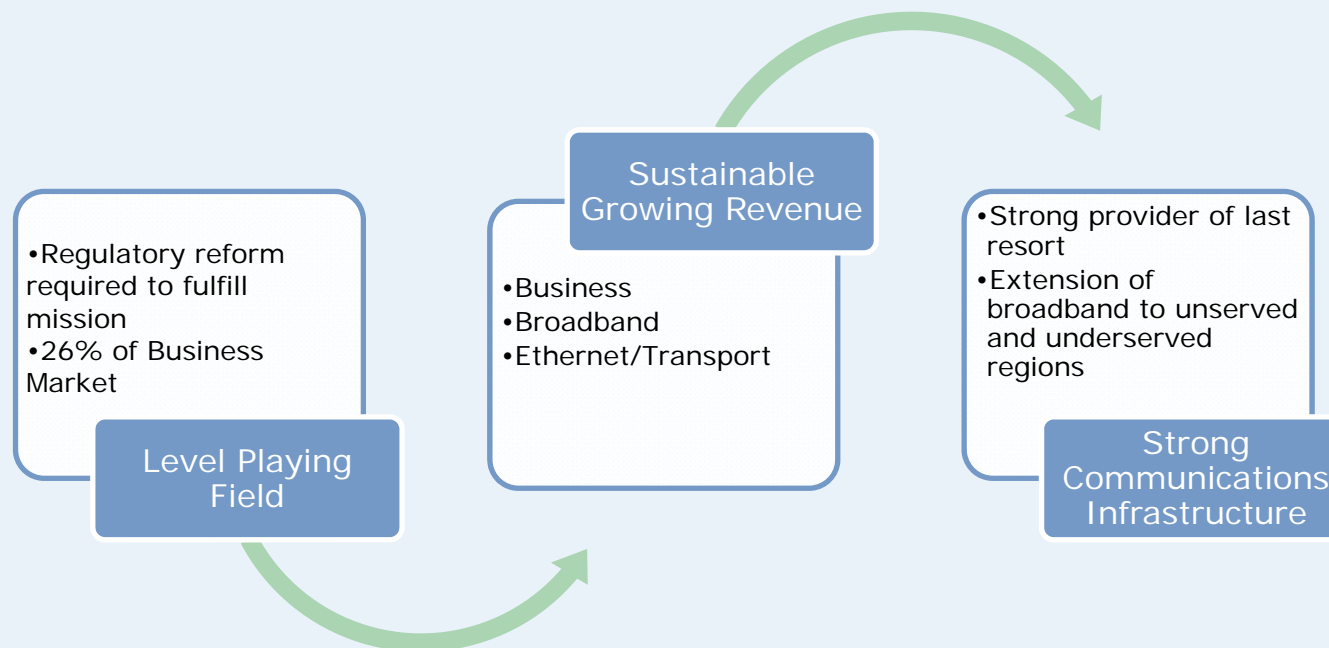 •Regulatory reform
required to fulfill
mission
•26% of Business
Market
Level Playing
Field
Sustainable
Growing Revenue
•Business
•Broadband
•Ethernet/Transport
•Strong provider of last
resort
•Extension of
broadband to unserved
and underserved
regions
Strong
Communications
Infrastructure